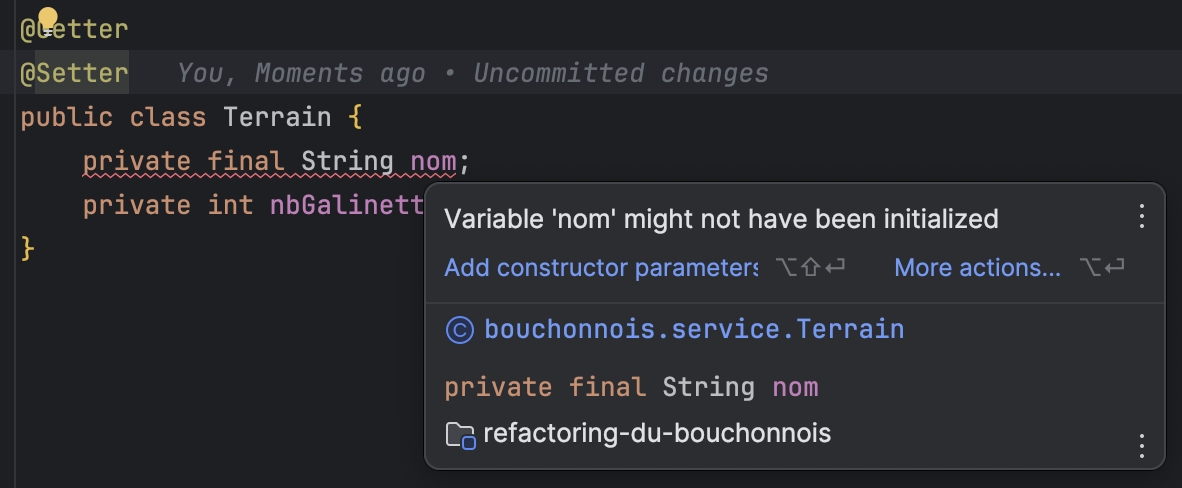 @Getter
@Setter You, Moments ago • Uncommitted changes
public class Terrain {
private final String nom;
private int nbGalinett
}
Variable 'nom' might not have been initialized
Add constructor parameters ⌥⇧⏎ More actions... ⌥⏎
© bouchonnois.service.Terrain
private final String nom
refactoring-du-bouchonnois